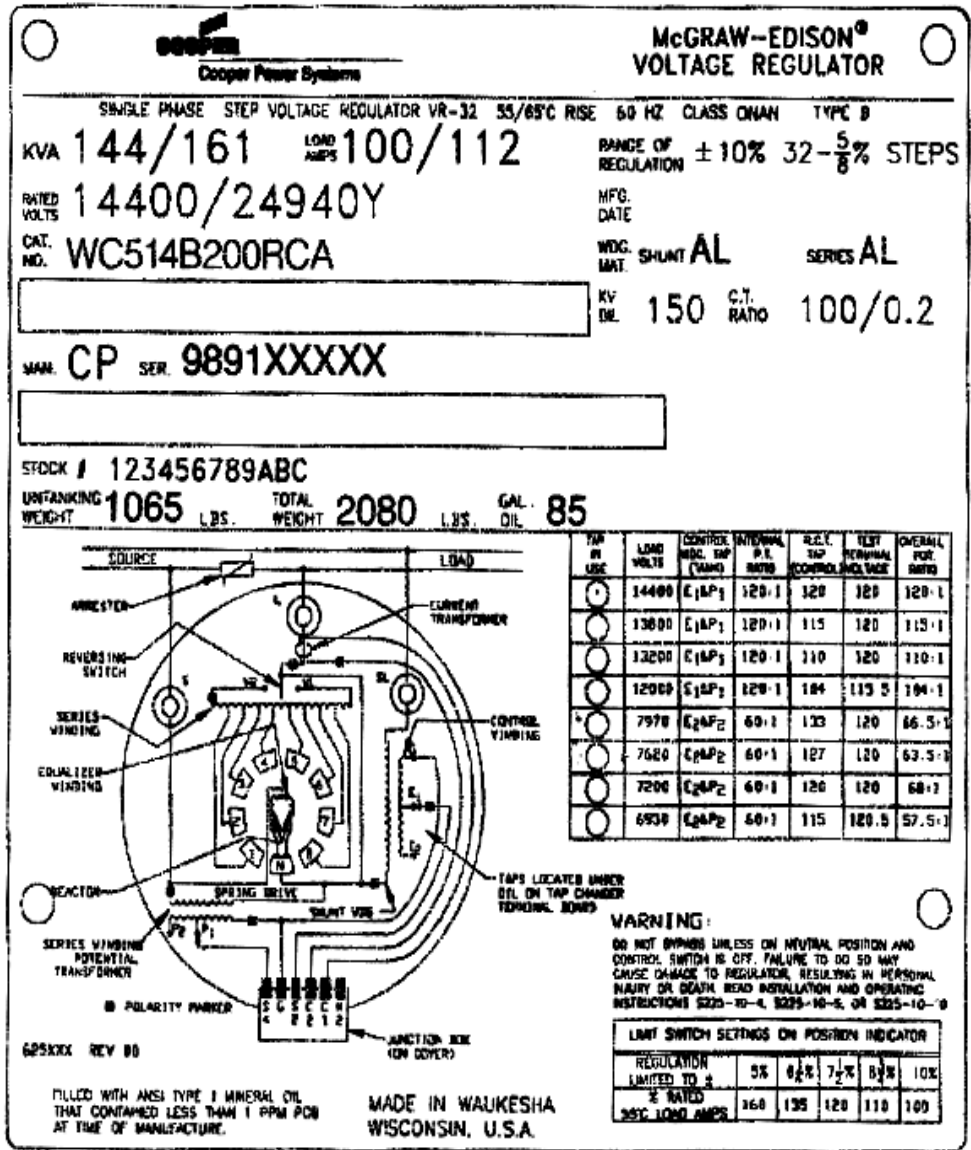 COOPER
Cooper Power Systems
McGRAW-EDISON®
VOLTAGE REGULATOR
SINGLE PHASE STEP VOLTAGE REGULATOR VR-32 55/65°C RISE 60 HZ CLASS ONAN TYPE B
KVA 144/161 LOAD AMPS 100/112
RANGE OF REGULATION ±10% 32-5/8% STEPS
RATED VOLTS 14400/24940Y
MFG. DATE
CAT. NO. WC514B200RCA
WDG. MAT. SHUNT AL SERIES AL
KV BIL 150 C.T. RATIO 100/0.2
MAN. CP SER. 9891XXXXX
STOCK # 123456789ABC
UNTANKING WEIGHT 1065 LBS. TOTAL WEIGHT 2080 LBS. GAL. OIL 85
SOURCE
LOAD
ARRESTER
L
CURRENT
TRANSFORMER
REVERSING
SWITCH
S
SL
SERIES
WINDING
CONTROL
WINDING
EQUALIZER
WINDING
N
REACTOR
SPRING DRIVE
SHUNT WDG
P2 P1
TAPS LOCATED UNDER
OIL ON TAP CHANGER
TERMINAL BOARD
SERIES WINDING
POTENTIAL
TRANSFORMER
■ POLARITY MARKER
JUNCTION BOX
(ON COVER)
625XXX REV 00
TAP IN USE | LOAD VOLTS | CONTROL WDG. TAP (TANK) | INTERNAL P.T. RATIO | R.C.T. TAP (CONTROL) | TEST TERMINAL VOLTAGE | OVERALL POT. RATIO
14400 E1&P1 120:1 120 120 120:1
13800 E1&P1 120:1 115 120 115:1
13200 E1&P1 120:1 110 120 110:1
12000 E1&P1 120:1 104 115.5 104:1
7970 E2&P2 60:1 133 120 66.5:1
7620 E2&P2 60:1 127 120 63.5:1
7200 E2&P2 60:1 120 120 60:1
6930 E2&P2 60:1 115 120.5 57.5:1
WARNING:
DO NOT BYPASS UNLESS ON NEUTRAL POSITION AND
CONTROL SWITCH IS OFF. FAILURE TO DO SO MAY
CAUSE DAMAGE TO REGULATOR, RESULTING IN PERSONAL
INJURY OR DEATH. READ INSTALLATION AND OPERATING
INSTRUCTIONS S225-10-4, S225-10-5, OR S225-10-
LIMIT SWITCH SETTINGS ON POSITION INDICATOR
REGULATION LIMITED TO ± 5% 6 1/4% 7 1/2% 8 3/4% 10%
% RATED 55°C LOAD AMPS 160 135 120 110 100
FILLED WITH ANSI TYPE I MINERAL OIL
THAT CONTAINED LESS THAN 1 PPM PCB
AT TIME OF MANUFACTURE.
MADE IN WAUKESHA
WISCONSIN, U.S.A.